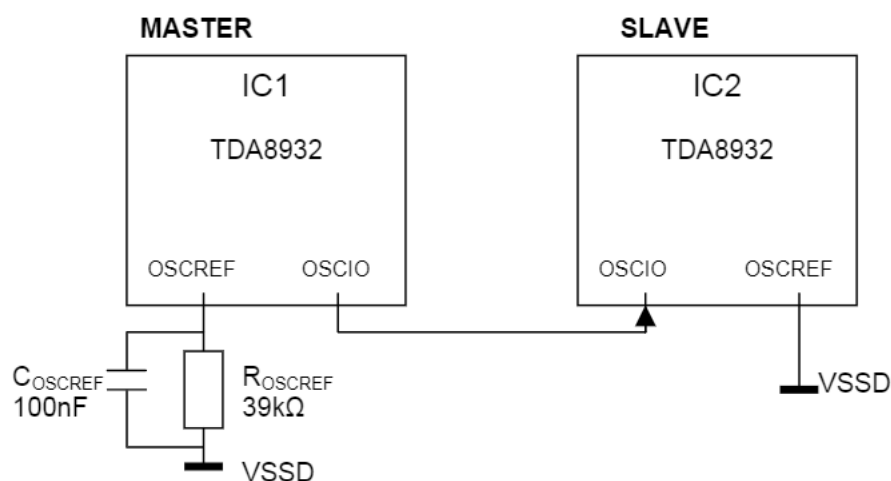 MASTER
SLAVE
IC1
IC2
TDA8932
TDA8932
OSCREF
OSCIO
OSCIO
OSCREF
COSCREF
100nF
ROSCREF
39kΩ
VSSD
VSSD